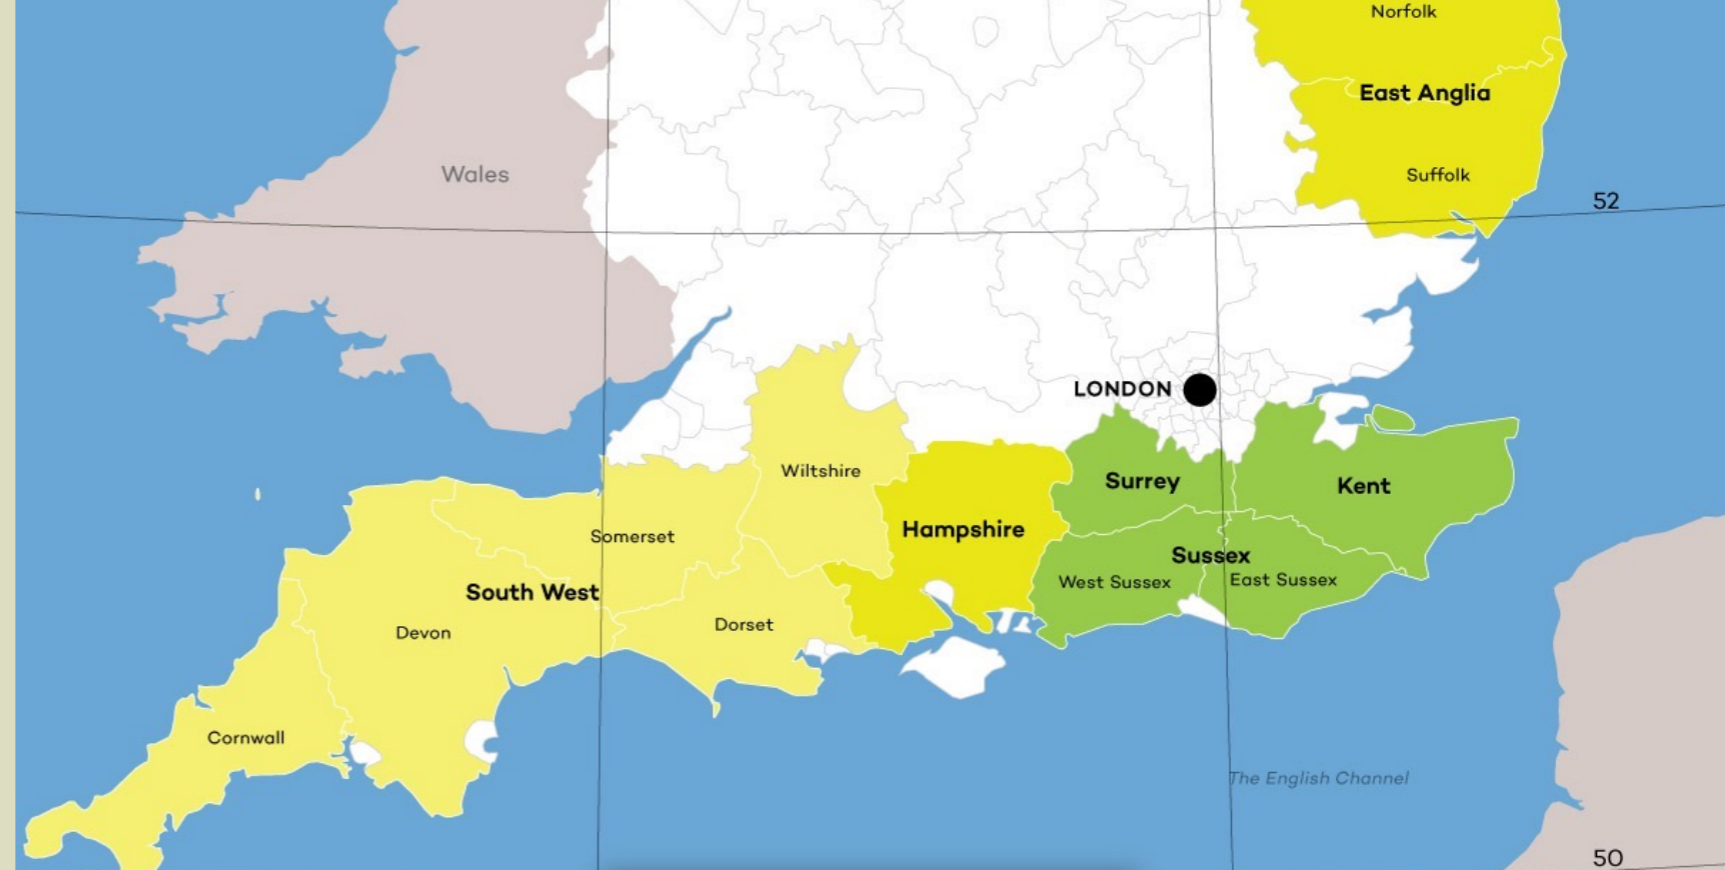 Norfolk
East Anglia
Wales
Suffolk
52
LONDON
Wiltshire
Surrey
Kent
Hampshire
Somerset
Sussex
West Sussex
East Sussex
South West
Devon
Dorset
Cornwall
The English Channel
50